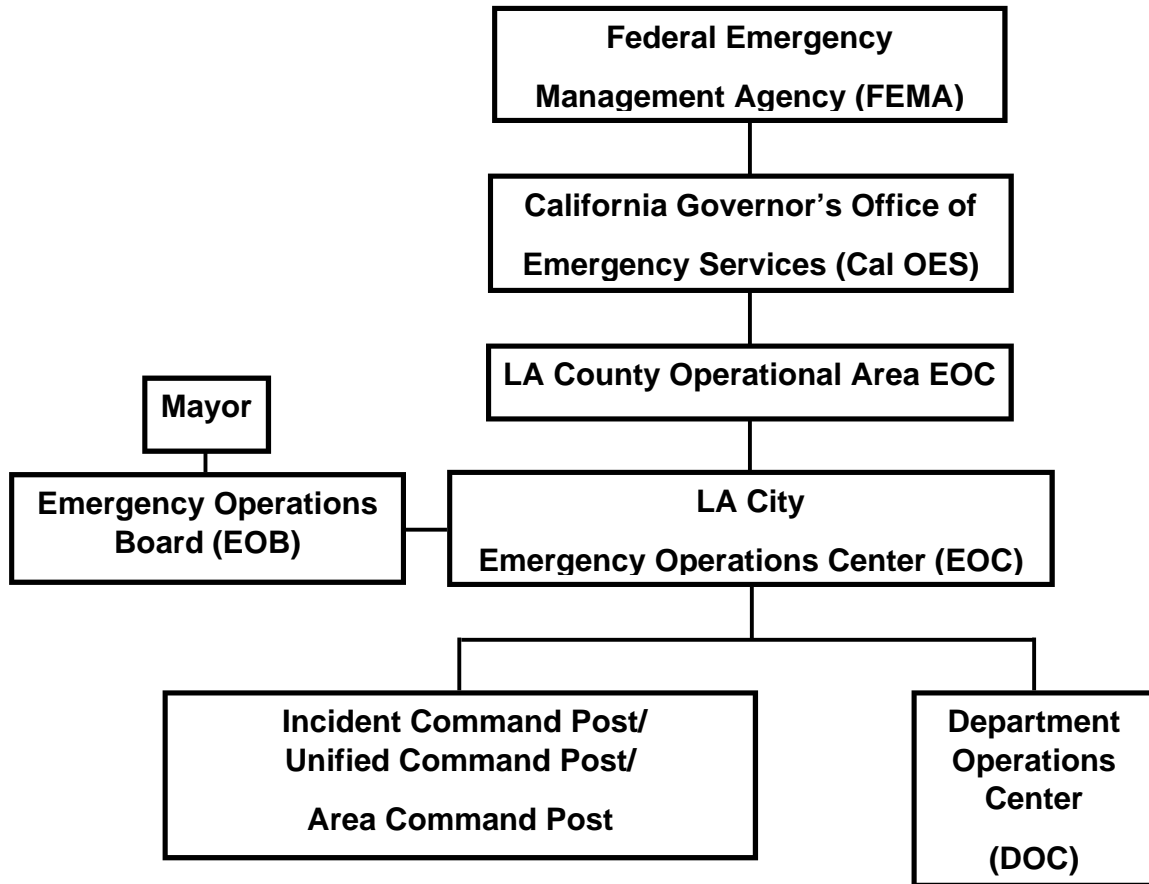 Federal Emergency
Management Agency (FEMA)
California Governor’s Office of
Emergency Services (Cal OES)
LA County Operational Area EOC
Mayor
Emergency Operations
Board (EOB)
LA City
Emergency Operations Center (EOC)
Incident Command Post/
Unified Command Post/
Area Command Post
Department
Operations
Center
(DOC)